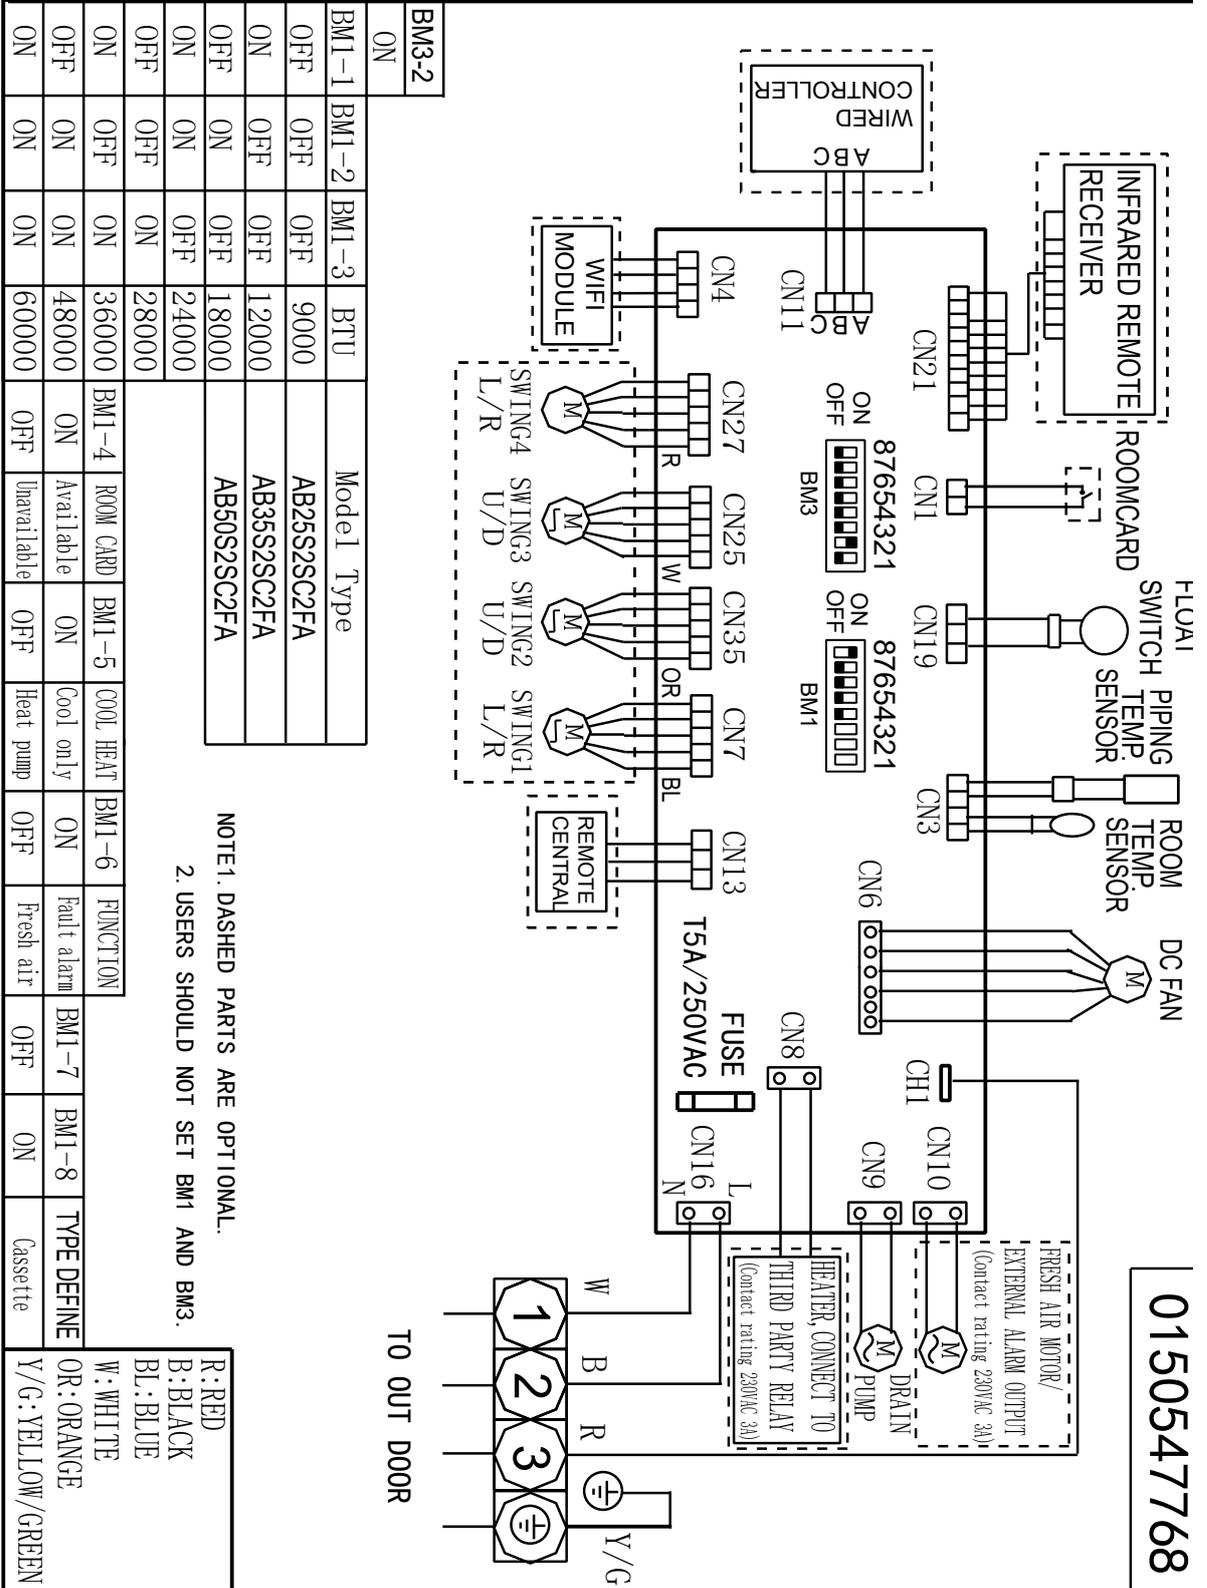 0150547768
INFRARED REMOTE
RECEIVER
ROOMCARD
FLOAT
SWITCH
PIPING
TEMP.
SENSOR
ROOM
TEMP.
SENSOR
DC FAN
WIRED
CONTROLLER
A B C
CN21
CN1
CN19
CN3
CN6
CH1
CN10
CN9
CN8
CN11
A B C
ON
OFF
87654321
BM3
ON
OFF
87654321
BM1
FRESH AIR MOTOR/
EXTERNAL ALARM OUTPUT
(Contact rating 230VAC 3A)
M
M
DRAIN
PUMP
M
HEATER, CONNECT TO
THIRD PARTY RELAY
(Contact rating 230VAC 3A)
FUSE
T5A/250VAC
CN16
L
N
CN4
CN27
CN25
CN35
CN7
CN13
R
W
OR
BL
WIFI
MODULE
M
M
M
M
SWING4
L/R
SWING3
U/D
SWING2
U/D
SWING1
L/R
REMOTE
CENTRAL
W
B
R
Y/G
1
2
3
TO OUT DOOR
BM3-2
ON
BM1-1 BM1-2 BM1-3 BTU Model Type
OFF OFF OFF 9000 AB25S2SC2FA
ON OFF OFF 12000 AB35S2SC2FA
OFF ON OFF 18000 AB50S2SC2FA
ON ON OFF 24000
OFF OFF ON 28000
ON OFF ON 36000 BM1-4 ROOM CARD BM1-5 COOL HEAT BM1-6 FUNCTION
OFF ON ON 48000 ON Available ON Cool only ON Fault alarm BM1-7 BM1-8 TYPE DEFINE
ON ON ON 60000 OFF Unavailable OFF Heat pump OFF Fresh air OFF ON Cassette
NOTE1. DASHED PARTS ARE OPTIONAL.
2. USERS SHOULD NOT SET BM1 AND BM3.
R:RED
B:BLACK
BL:BLUE
W:WHITE
OR:ORANGE
Y/G:YELLOW/GREEN